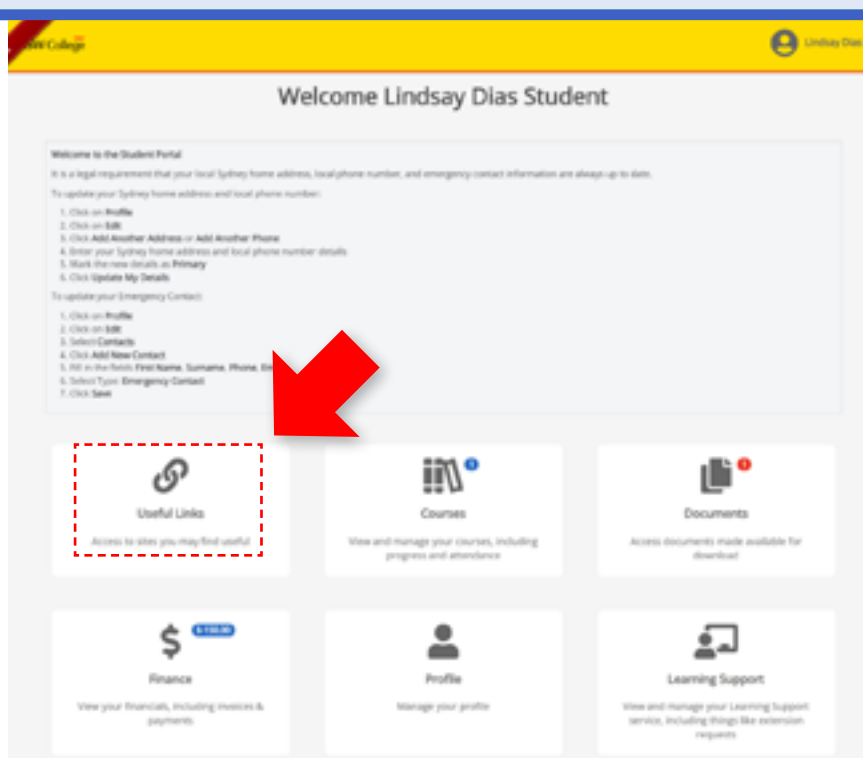 College
Lindsay Dias
Welcome Lindsay Dias Student
Welcome to the Student Portal
It is a legal requirement that your local Sydney home address, local phone number, and emergency contact information are always up to date.
To update your Sydney home address and local phone number:
1. Click on Profile
2. Click on Edit
3. Click Add Another Address or Add Another Phone
4. Enter your Sydney home address and local phone number details
5. Mark the new details as Primary
6. Click Update My Details
To update your Emergency Contact:
1. Click on Profile
2. Click on Edit
3. Select Contacts
4. Click Add New Contact
5. Fill in the fields First Name, Surname, Phone,
6. Select Type: Emergency Contact
7. Click Save
Useful Links
Access to sites you may find useful
Courses
View and manage your courses, including
progress and attendance
Documents
Access documents made available for
download
Finance
View your financials, including invoices &
payments
Profile
Manage your profile
Learning Support
View and manage your Learning Support
service, including things like extension
requests